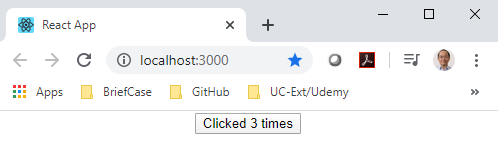 React App
localhost:3000
Apps BriefCase GitHub UC-Ext/Udemy
Clicked 3 times